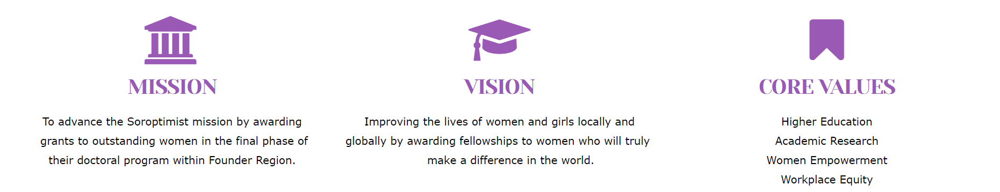 MISSION
To advance the Soroptimist mission by awarding
grants to outstanding women in the final phase of
their doctoral program within Founder Region.
VISION
Improving the lives of women and girls locally and
globally by awarding fellowships to women who will truly
make a difference in the world.
CORE VALUES
Higher Education
Academic Research
Women Empowerment
Workplace Equity